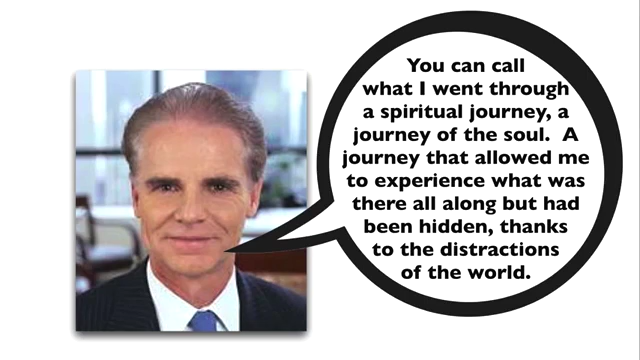 You can call
what I went through
a spiritual journey, a
journey of the soul. A
journey that allowed me
to experience what was
there all along but had
been hidden, thanks
to the distractions
of the world.